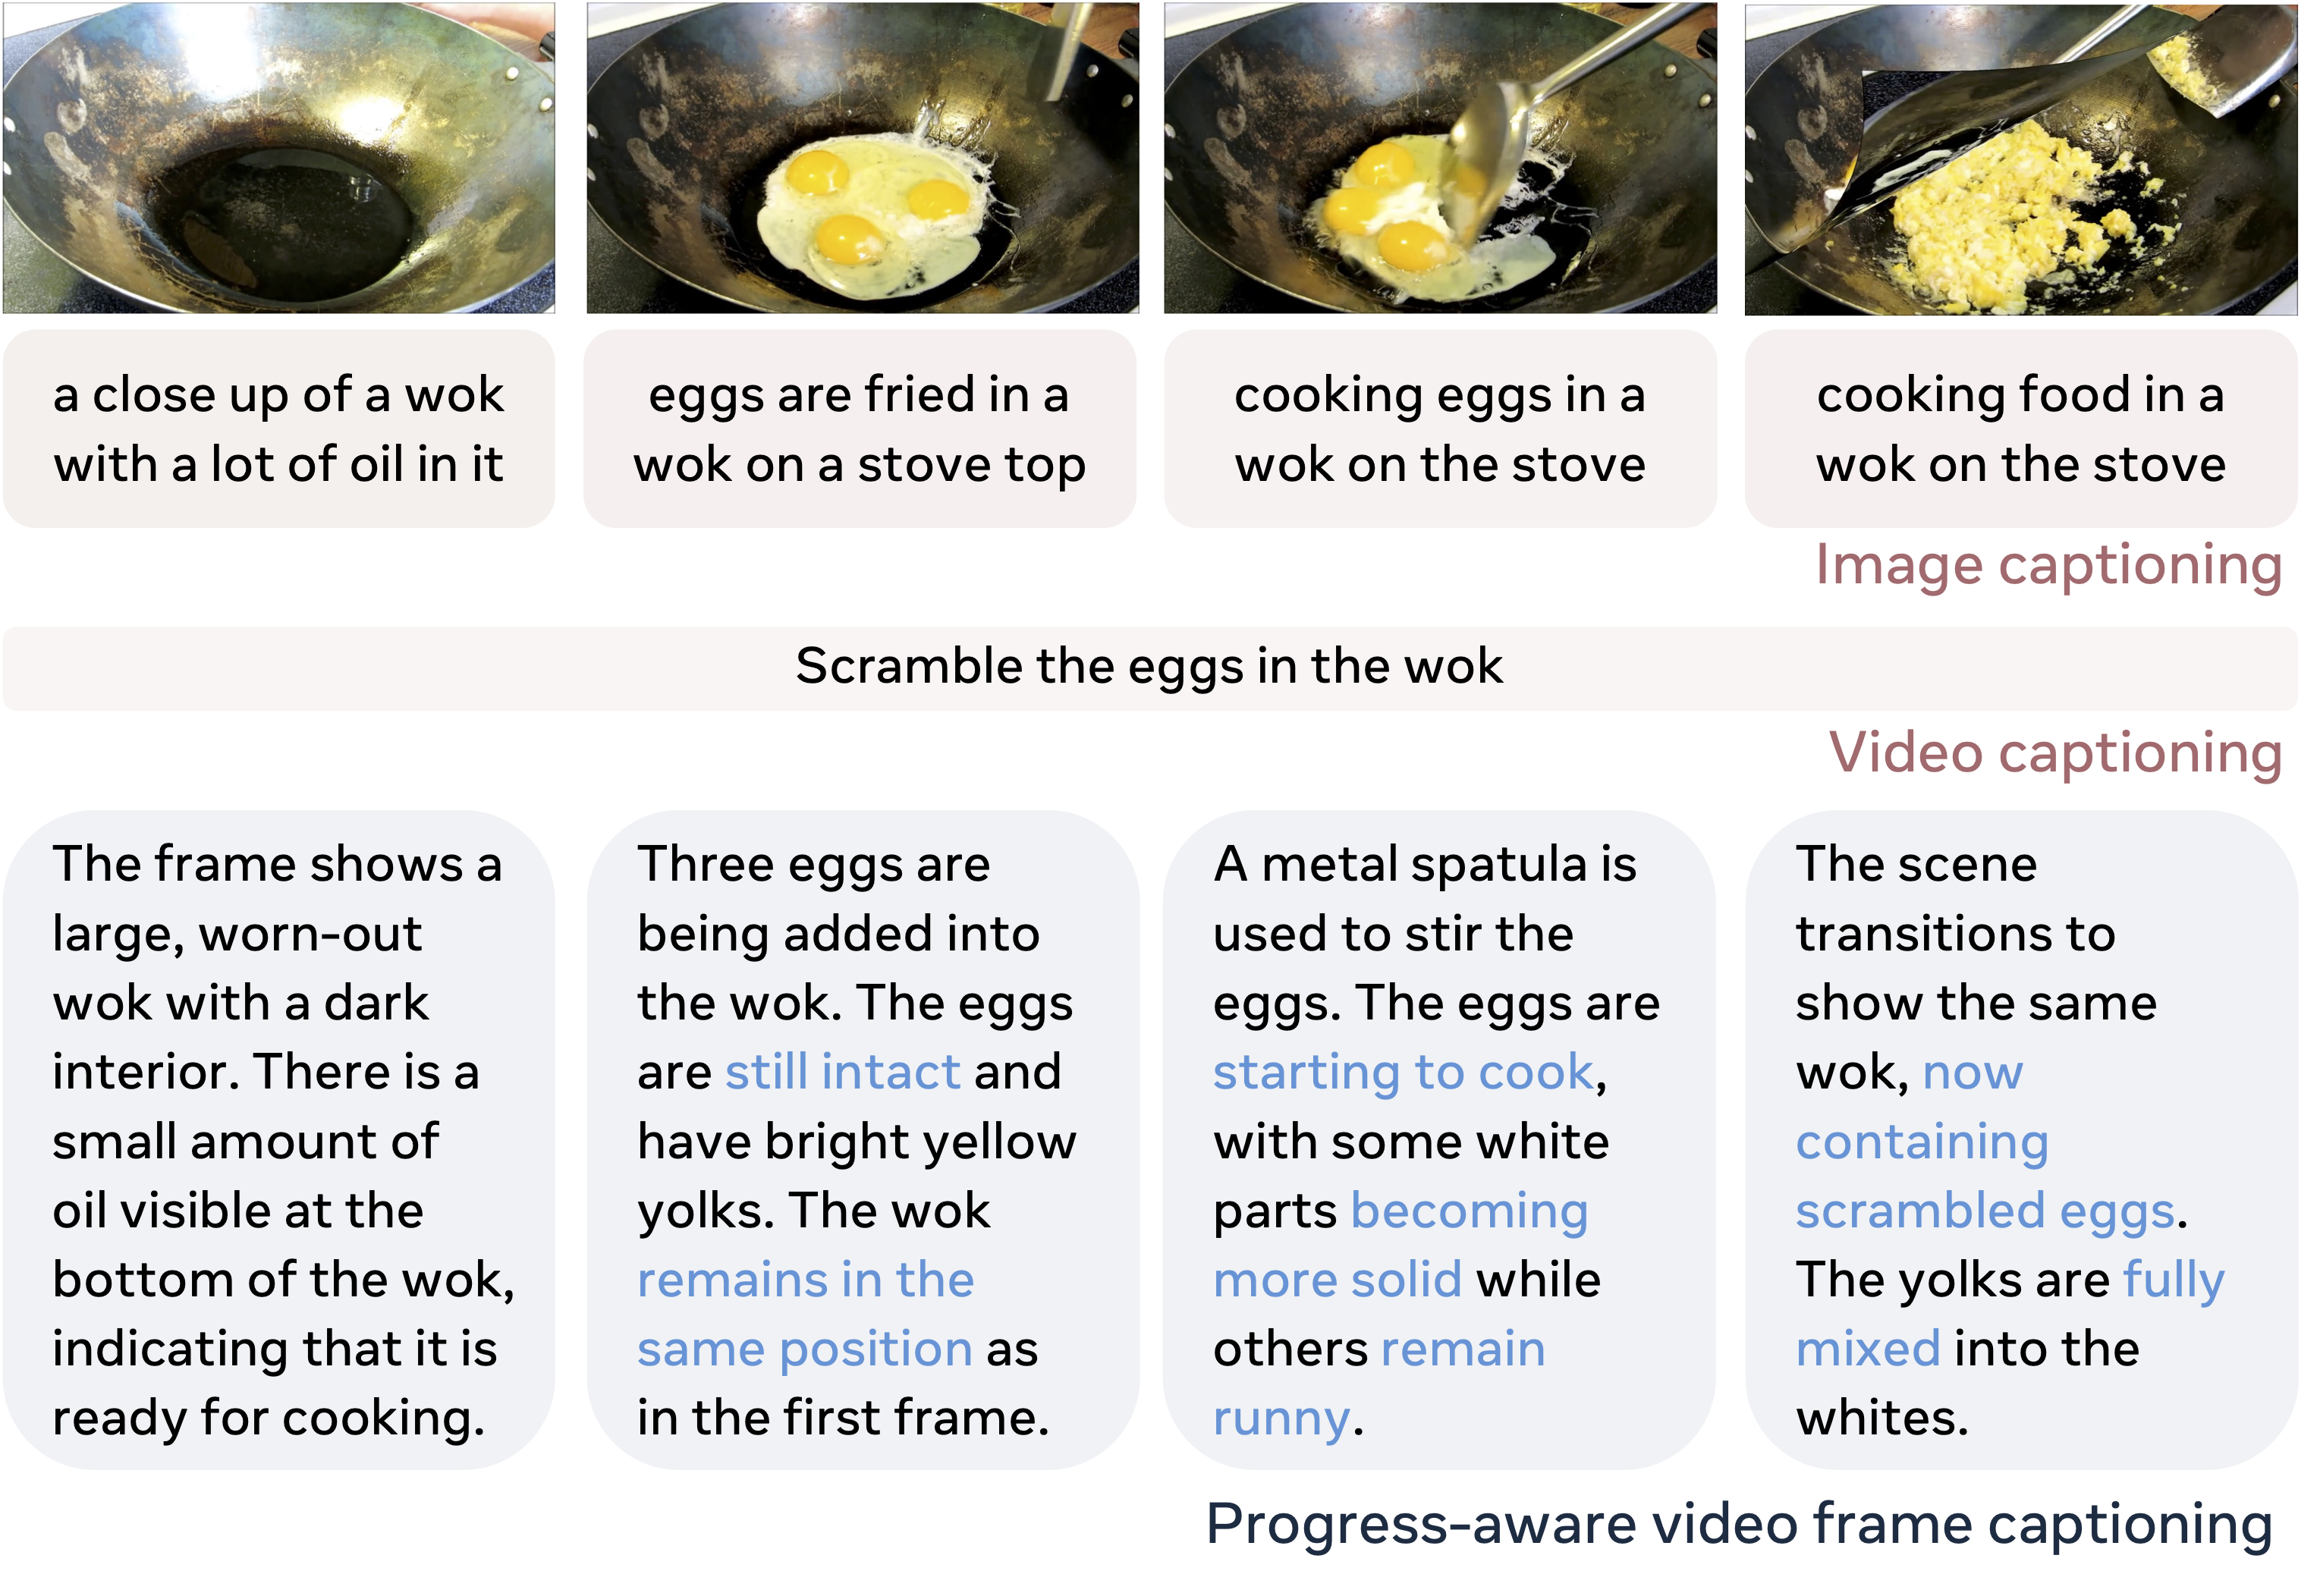 a close up of a wok
with a lot of oil in it
eggs are fried in a
wok on a stove top
cooking eggs in a
wok on the stove
cooking food in a
wok on the stove
Image captioning
Scramble the eggs in the wok
Video captioning
The frame shows a
large, worn-out
wok with a dark
interior. There is a
small amount of
oil visible at the
bottom of the wok,
indicating that it is
ready for cooking.
Three eggs are
being added into
the wok. The eggs
are still intact and
have bright yellow
yolks. The wok
remains in the
same position as
in the first frame.
A metal spatula is
used to stir the
eggs. The eggs are
starting to cook,
with some white
parts becoming
more solid while
others remain
runny.
The scene
transitions to
show the same
wok, now
containing
scrambled eggs.
The yolks are fully
mixed into the
whites.
Progress-aware video frame captioning